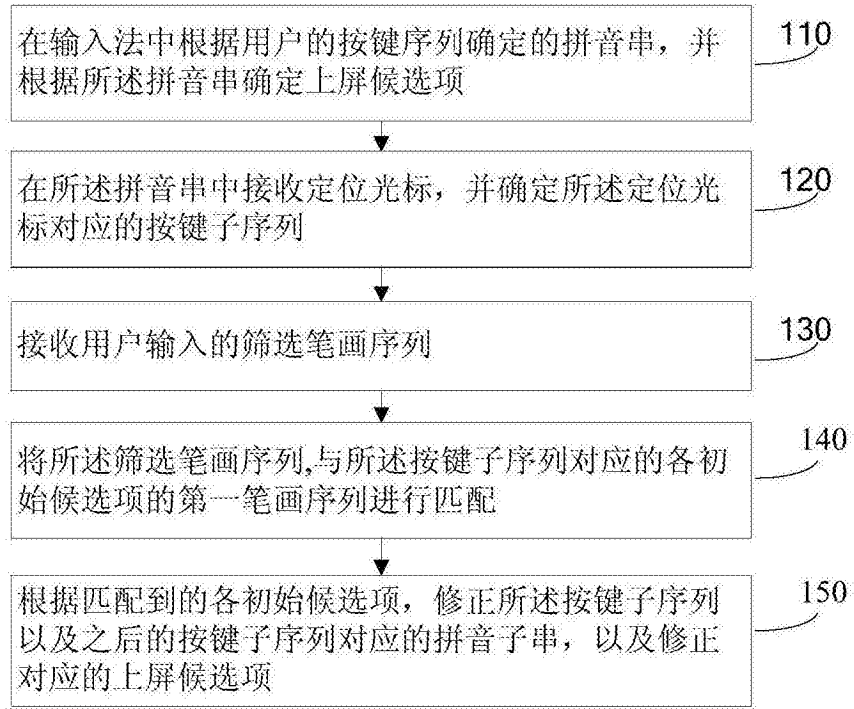 在输入法中根据用户的按键序列确定的拼音串，并
根据所述拼音串确定上屏候选项
110
在所述拼音串中接收定位光标，并确定所述定位光
标对应的按键子序列
120
接收用户输入的筛选笔画序列
130
将所述筛选笔画序列,与所述按键子序列对应的各初
始候选项的第一笔画序列进行匹配
140
根据匹配到的各初始候选项，修正所述按键子序列
以及之后的按键子序列对应的拼音子串，以及修正
对应的上屏候选项
150